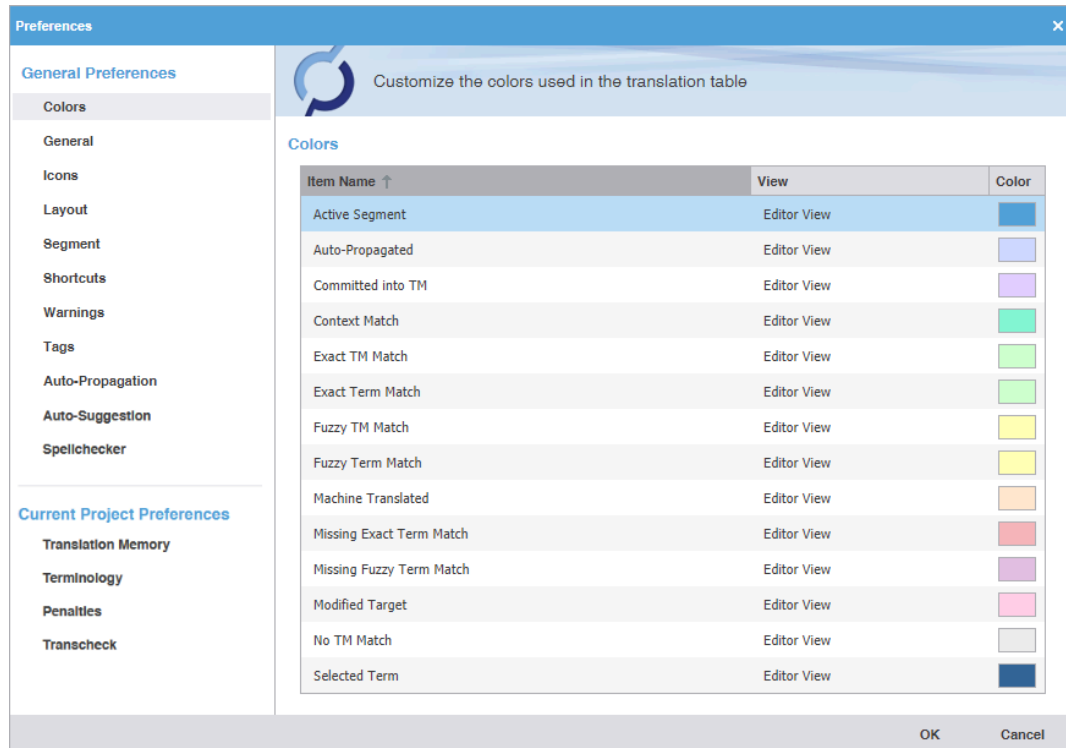 Preferences
General Preferences
Colors
General
Icons
Layout
Segment
Shortcuts
Warnings
Tags
Auto-Propagation
Auto-Suggestion
Spellchecker
Current Project Preferences
Translation Memory
Terminology
Penalties
Transcheck
Customize the colors used in the translation table
Colors
Item Name View Color
Active Segment Editor View
Auto-Propagated Editor View
Committed into TM Editor View
Context Match Editor View
Exact TM Match Editor View
Exact Term Match Editor View
Fuzzy TM Match Editor View
Fuzzy Term Match Editor View
Machine Translated Editor View
Missing Exact Term Match Editor View
Missing Fuzzy Term Match Editor View
Modified Target Editor View
No TM Match Editor View
Selected Term Editor View
OK Cancel